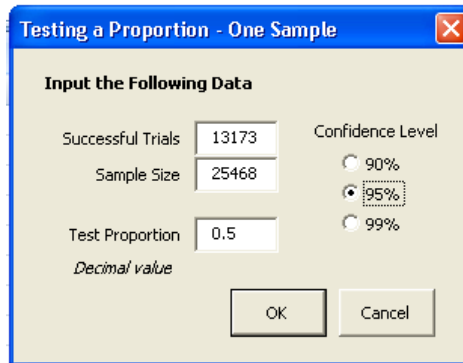 Testing a Proportion - One Sample
Input the Following Data
Successful Trials 13173
Sample Size 25468
Test Proportion 0.5
Decimal value
Confidence Level
90%
95%
99%
OK Cancel